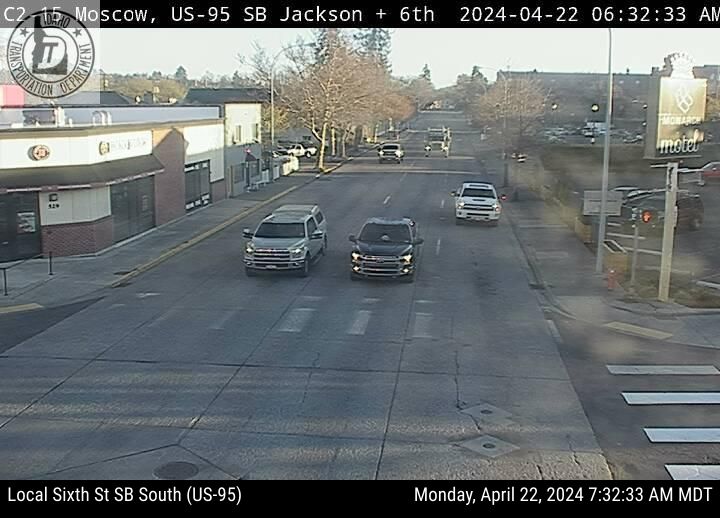 C2 15 Moscow, US-95 SB Jackson + 6th 2024-04-22 06:32:33 AM
IDAHO
TRANSPORTATION DEPARTMENT
MONARCH
motel
529
Local Sixth St SB South (US-95)
Monday, April 22, 2024 7:32:33 AM MDT